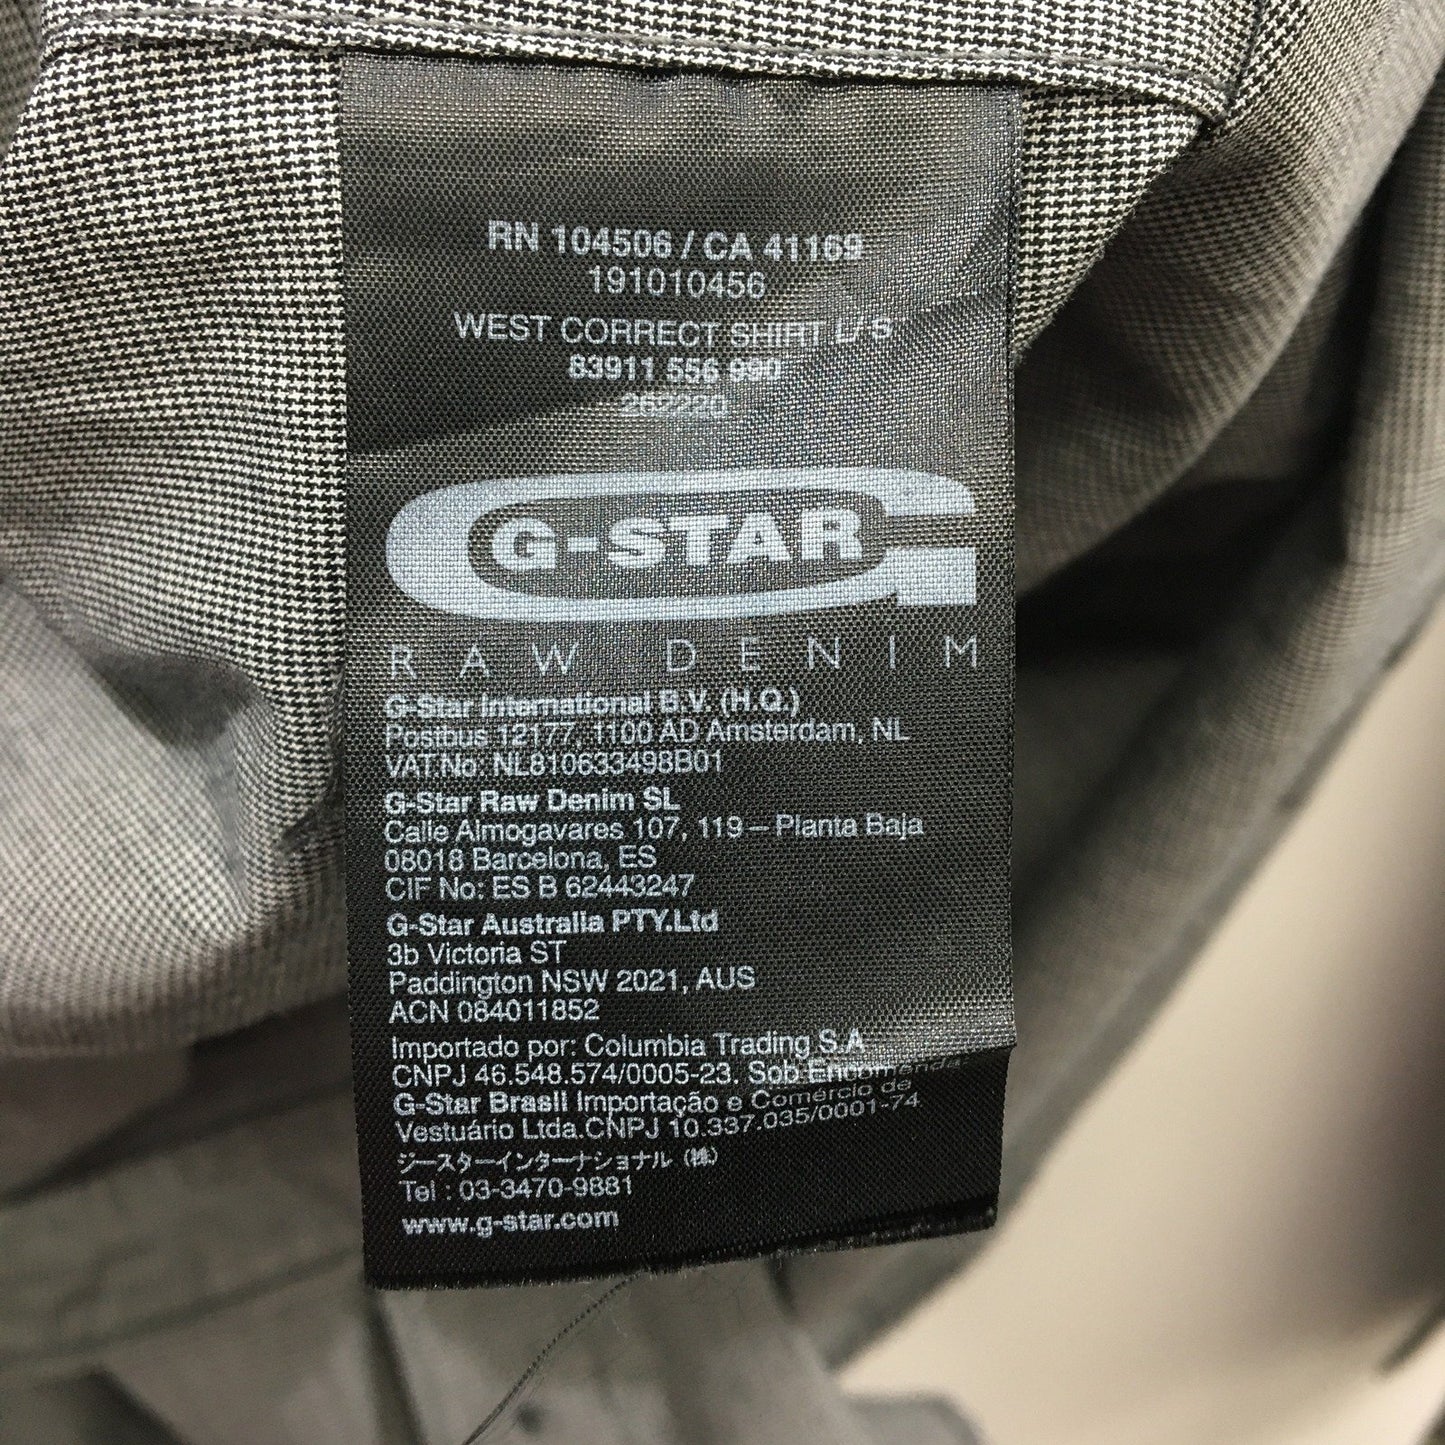 RN 104506 / CA 41169
191010456
WEST CORRECT SHIRT L/S
83911 556 990
262220
G-STAR
RAW DENIM
G-Star International B.V. (H.Q.)
Postbus 12177, 1100 AD Amsterdam, NL
VAT.No: NL810633498B01
G-Star Raw Denim SL
Calle Almogavares 107, 119 – Planta Baja
08018 Barcelona, ES
CIF No: ES B 62443247
G-Star Australia PTY.Ltd
3b Victoria ST
Paddington NSW 2021, AUS
ACN 084011852
Importado por: Columbia Trading S.A
CNPJ 46.548.574/0005-23. Sob Encomenda
G-Star Brasil Importação e Comércio de
Vestuário Ltda.CNPJ 10.337.035/0001-74
ジースターインターナショナル（株）
Tel : 03-3470-9881
www.g-star.com